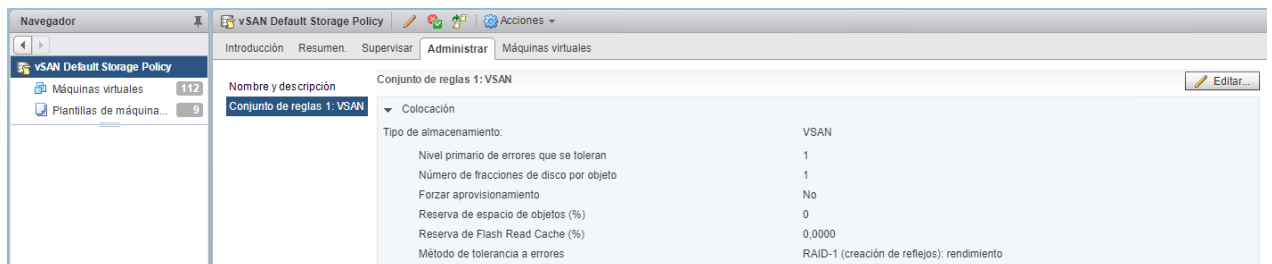 Navegador
vSAN Default Storage Policy
Acciones
Introducción Resumen. Supervisar Administrar Máquinas virtuales
vSAN Default Storage Policy
Máquinas virtuales 112
Plantillas de máquina... 9
Nombre y descripción
Conjunto de reglas 1: VSAN
Conjunto de reglas 1: VSAN
Editar...
Colocación
Tipo de almacenamiento: VSAN
Nivel primario de errores que se toleran 1
Número de fracciones de disco por objeto 1
Forzar aprovisionamiento No
Reserva de espacio de objetos (%) 0
Reserva de Flash Read Cache (%) 0,0000
Método de tolerancia a errores RAID-1 (creación de reflejos): rendimiento